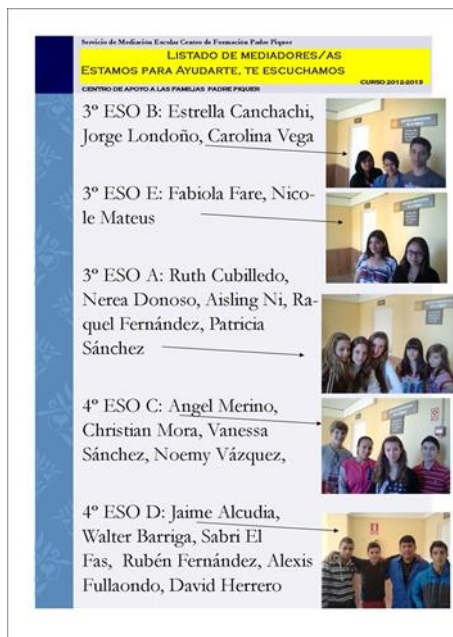 Servicio de Mediación Escolar Centro de Formación Padre Piquer
LISTADO DE MEDIADORES/AS
ESTAMOS PARA AYUDARTE, TE ESCUCHAMOS
CURSO 2012-2013
CENTRO DE APOYO A LAS FAMILIAS PADRE PIQUER
3º ESO B: Estrella Canchachi,
Jorge Londoño, Carolina Vega
3º ESO E: Fabiola Fare, Nico-
le Mateus
3º ESO A: Ruth Cubilledo,
Nerea Donoso, Aisling Ni, Ra-
quel Fernández, Patricia
Sánchez
4º ESO C: Angel Merino,
Christian Mora, Vanessa
Sánchez, Noemy Vázquez,
4º ESO D: Jaime Alcudia,
Walter Barriga, Sabri El
Fas, Rubén Fernández, Alexis
Fullaondo, David Herrero